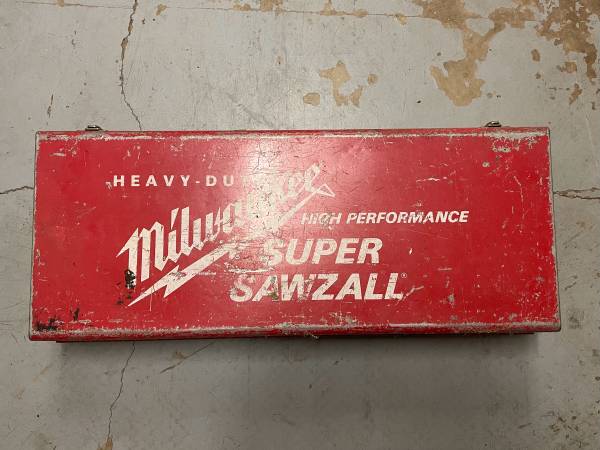 HEAVY-DU
Milwaukee
HIGH PERFORMANCE
SUPER
SAWZALL®